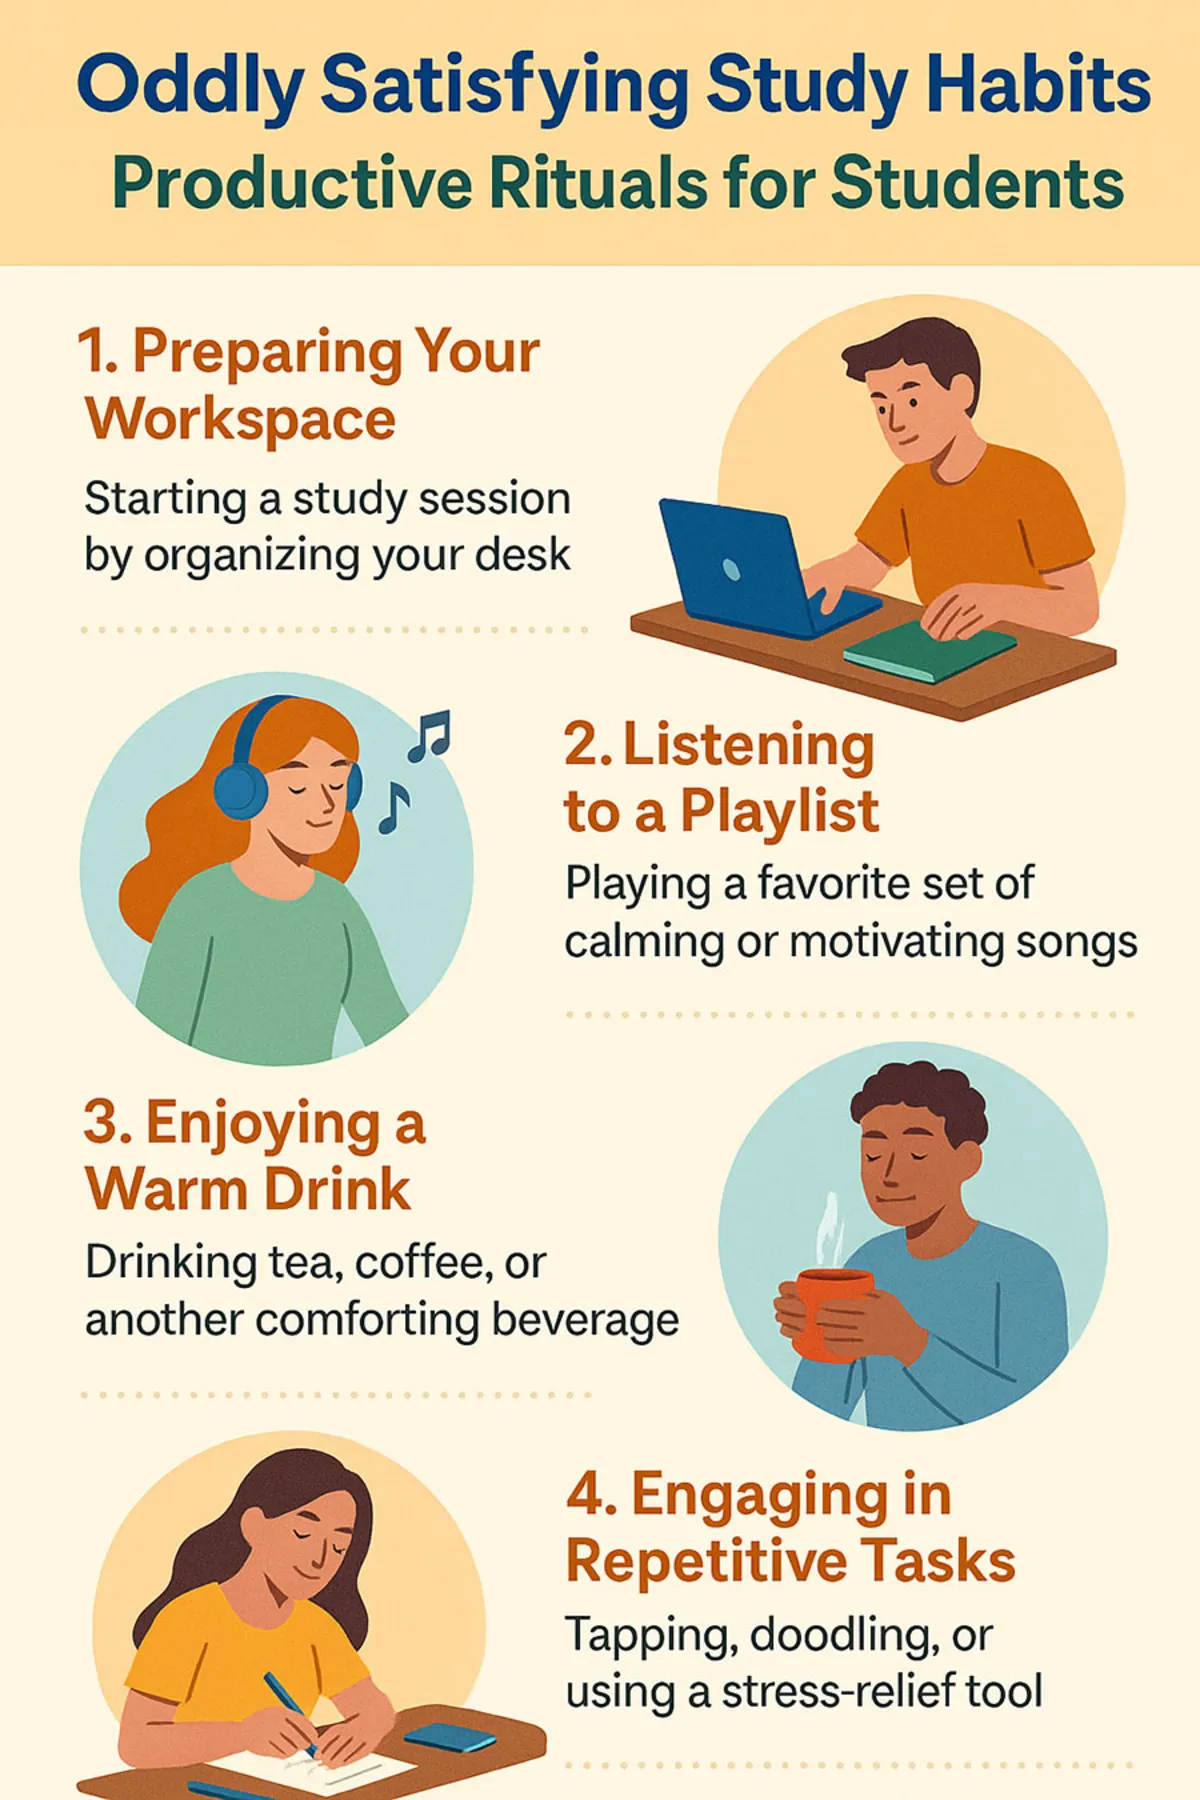 Oddly Satisfying Study Habits
Productive Rituals for Students
1. Preparing Your
Workspace
Starting a study session
by organizing your desk
2. Listening
to a Playlist
Playing a favorite set of
calming or motivating songs
3. Enjoying a
Warm Drink
Drinking tea, coffee, or
another comforting beverage
4. Engaging in
Repetitive Tasks
Tapping, doodling, or
using a stress-relief tool